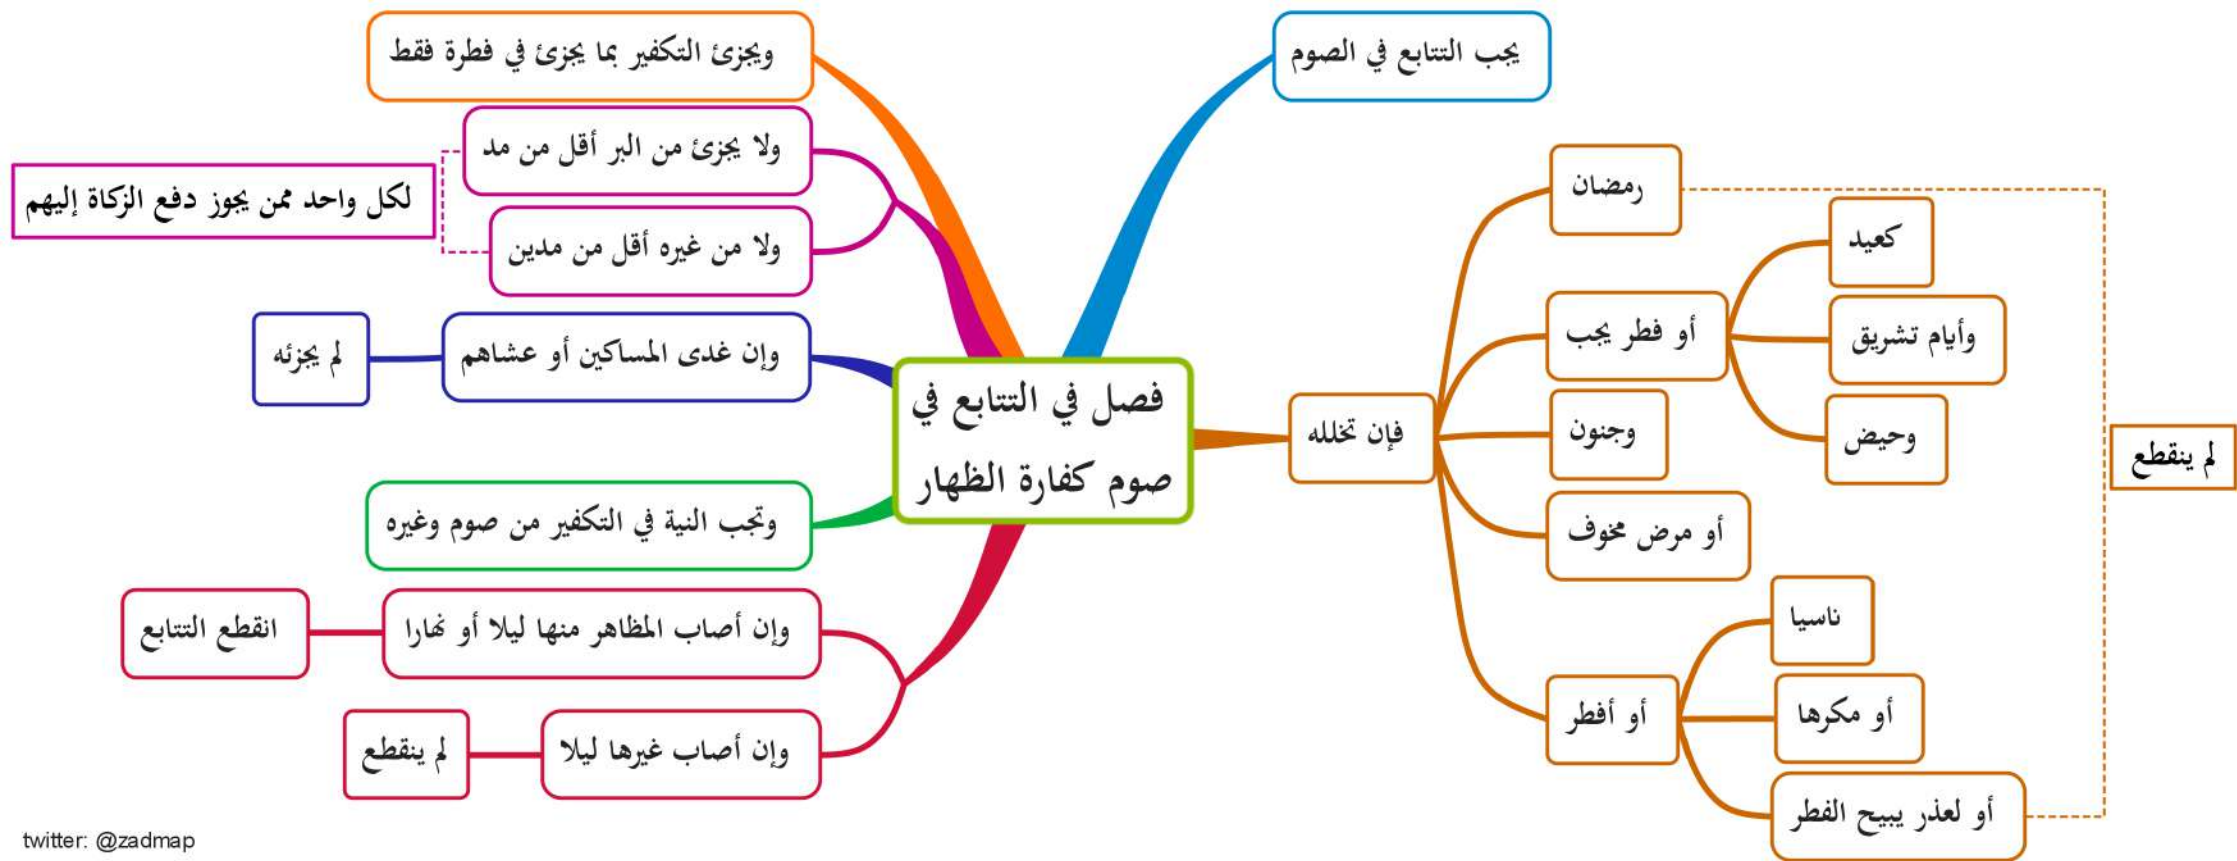 فصل في التتابع في
صوم كفارة الظهار
يجب التتابع في الصوم
فإن تخلله
رمضان
أو فطر يجب
كعيد
وأيام تشريق
وحيض
وجنون
أو مرض مخوف
أو أفطر
ناسيا
أو مكرها
أو لعذر يبيح الفطر
لم ينقطع
ويجزئ التكفير بما يجزئ في فطرة فقط
ولا يجزئ من البر أقل من مد
ولا من غيره أقل من مدين
لكل واحد ممن يجوز دفع الزكاة إليهم
وإن غدى المساكين أو عشاهم
لم يجزئه
وتجب النية في التكفير من صوم وغيره
وإن أصاب المظاهر منها ليلا أو نهارا
انقطع التتابع
وإن أصاب غيرها ليلا
لم ينقطع
twitter: @zadmap